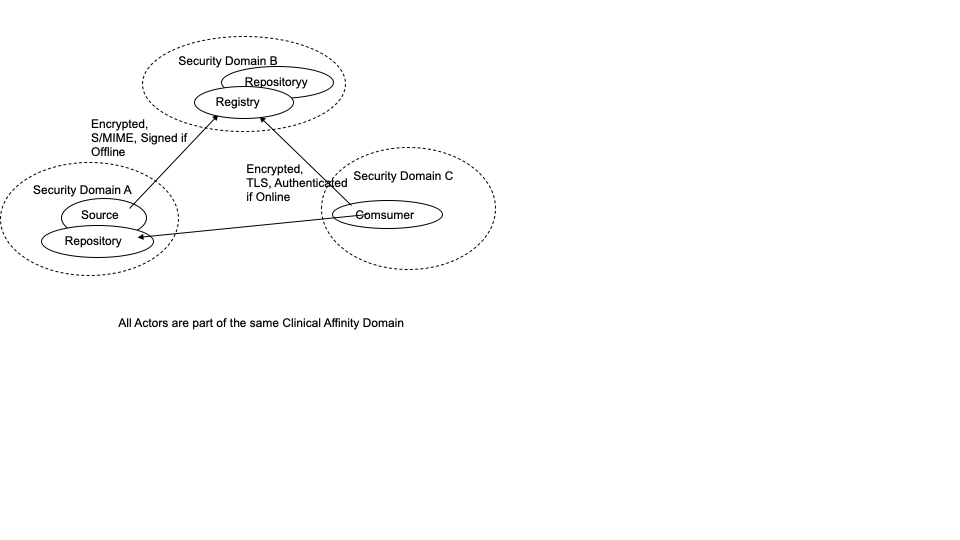 Security Domain B
Repositoryy
Registry
Encrypted,
S/MIME, Signed if
Offline
Encrypted,
TLS, Authenticated
if Online
Security Domain C
Comsumer
Security Domain A
Source
Repository
All Actors are part of the same Clinical Affinity Domain